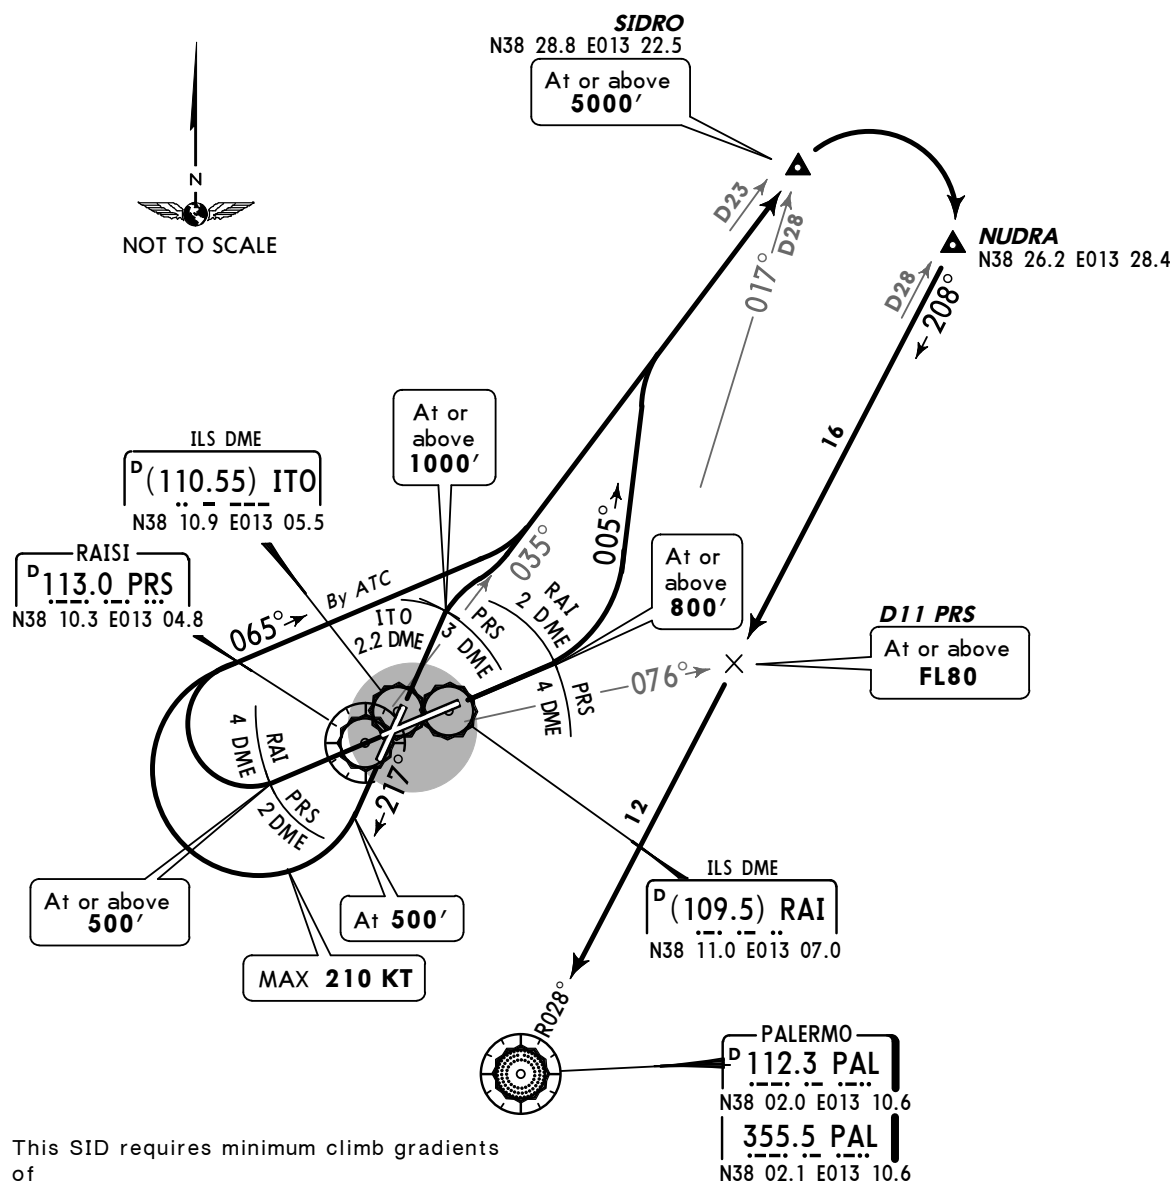 SIDRO
N38 28.8 E013 22.5
At or above
5000′
N
NOT TO SCALE
D23
D28
017°
NUDRA
N38 26.2 E013 28.4
D28
208°
16
At or
above
1000′
ILS DME
D (110.55) ITO
N38 10.9 E013 05.5
RAISI
D 113.0 PRS
N38 10.3 E013 04.8
065°
By ATC
035°
005°
ITO
2.2 DME
PRS
3 DME
RAI
2 DME
At or
above
800′
D11 PRS
At or above
FL80
076°
PRS
4 DME
RAI
4 DME
PRS
2 DME
217°
12
At or above
500′
At 500′
MAX 210 KT
ILS DME
D (109.5) RAI
N38 11.0 E013 07.0
R028°
PALERMO
D 112.3 PAL
N38 02.0 E013 10.6
355.5 PAL
N38 02.1 E013 10.6
This SID requires minimum climb gradients
of